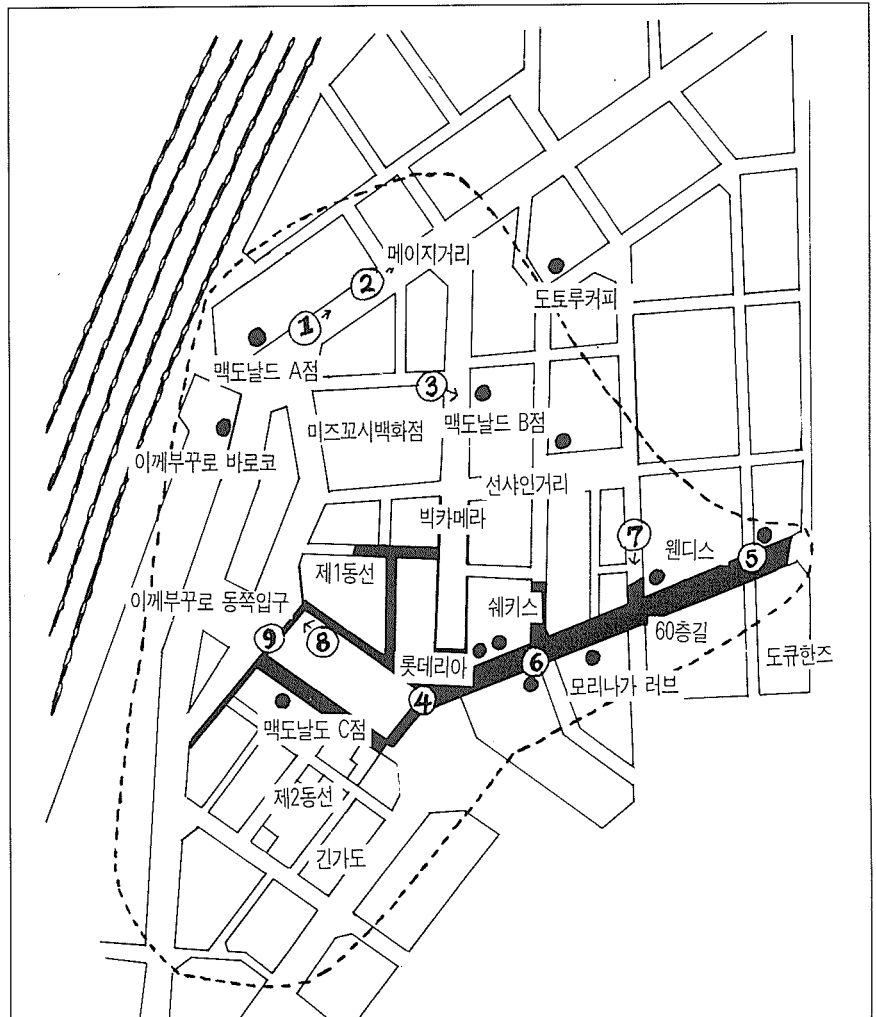 메이지거리
②
도토루커피
①
맥도날드 A점
③
맥도날드 B점
미즈꼬시백화점
이께부꾸로 바로코
선샤인거리
빅카메라
⑦
웬디스
⑤
제1동선
이께부꾸로 동쪽입구
쉐키스
60층길
⑨
⑧
롯데리아
⑥
도큐한즈
모리나가 러브
④
맥도날도 C점
제2동선
긴가도